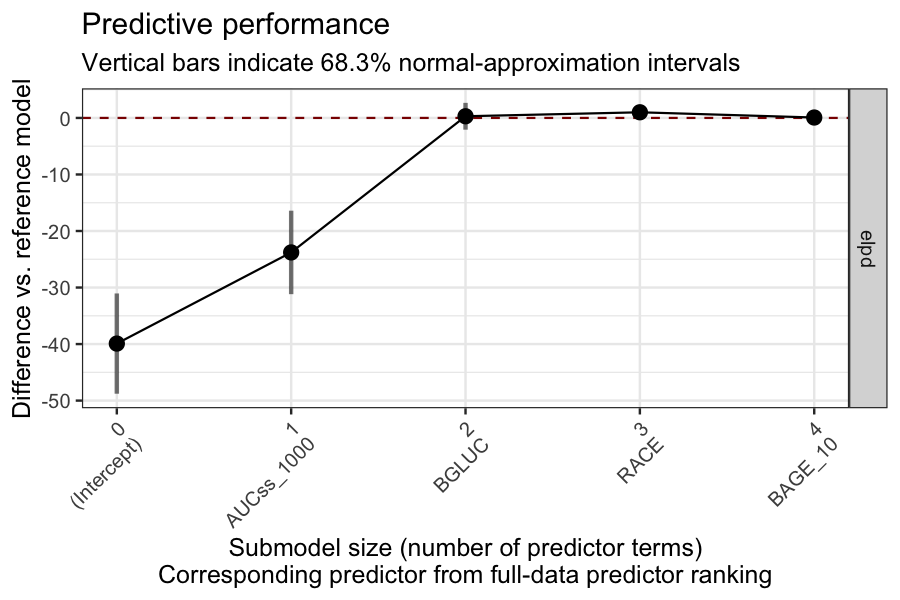 Predictive performance
Vertical bars indicate 68.3% normal-approximation intervals
Difference vs. reference model
0
-10
-20
-30
-40
-50
elpd
0
(Intercept)
1
AUCss_1000
2
BGLUC
3
RACE
4
BAGE_10
Submodel size (number of predictor terms)
Corresponding predictor from full-data predictor ranking